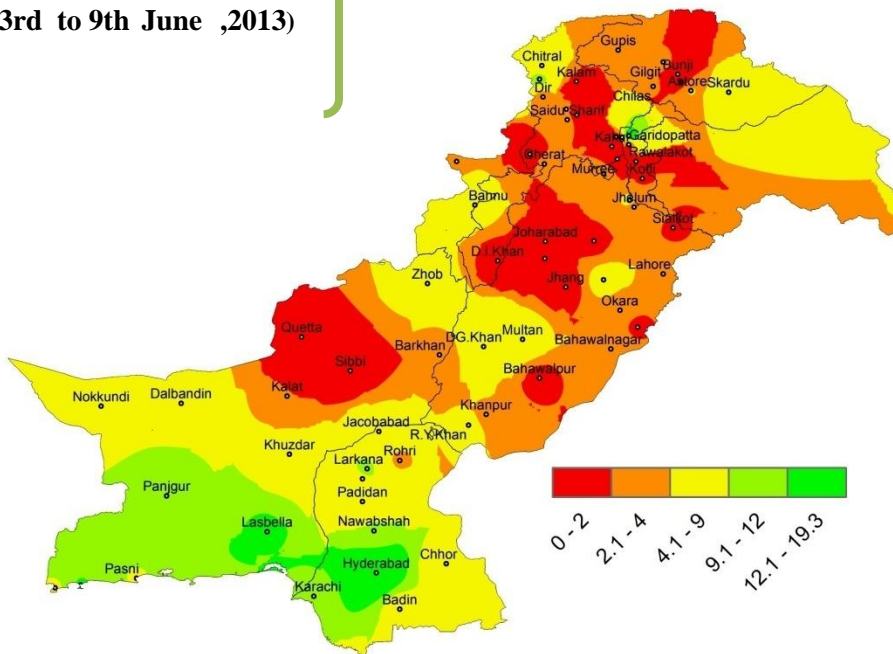 3rd to 9th June ,2013)
Gupis
Chitral
Kalam
Gilgit
Bunji
Dir
Astore
Skardu
Chilas
Saidu Sharif
Garidopatta
Cherat
Rawalakot
Murree
Kotli
Bannu
Jhelum
Sialkot
Joharabad
D.I.Khan
Lahore
Zhob
Jhang
Okara
Quetta
DG.Khan
Multan
Barkhan
Bahawalnagar
Sibbi
Bahawalpur
Kalat
Nokkundi
Dalbandin
Khanpur
Jacobabad
R.Y.Khan
Khuzdar
Larkana
Rohri
Panjgur
Padidan
Lasbella
Nawabshah
Chhor
Pasni
Hyderabad
Karachi
Badin
0 - 2
2.1 - 4
4.1 - 9
9.1 - 12
12.1 - 19.3